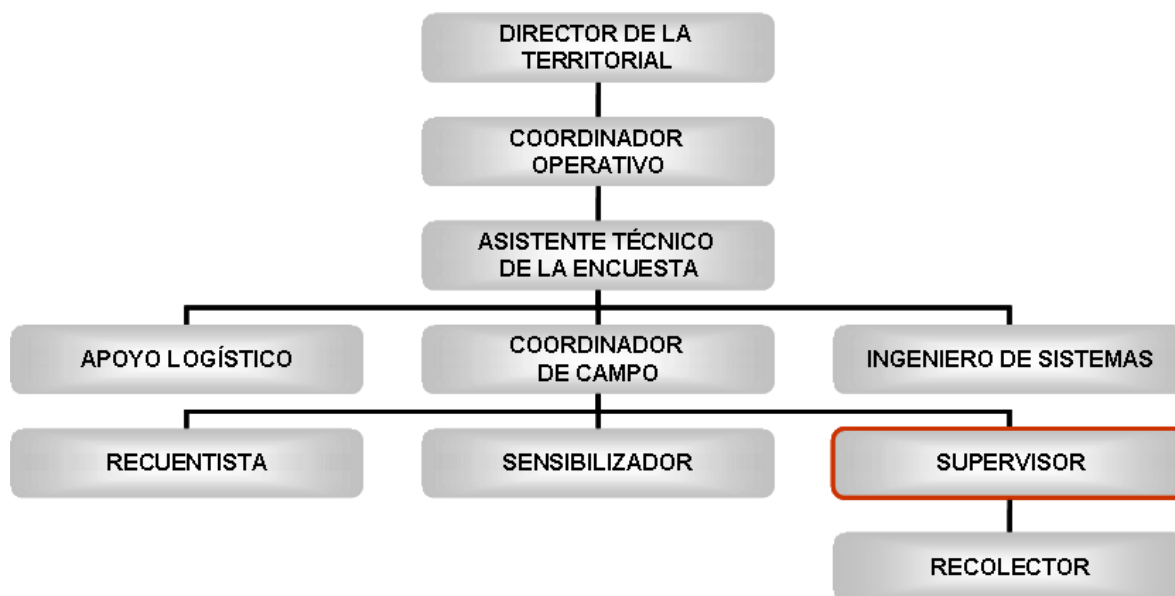 DIRECTOR DE LA
TERRITORIAL
COORDINADOR
OPERATIVO
ASISTENTE TÉCNICO
DE LA ENCUESTA
APOYO LOGÍSTICO
COORDINADOR
DE CAMPO
INGENIERO DE SISTEMAS
RECUENTISTA
SENSIBILIZADOR
SUPERVISOR
RECOLECTOR